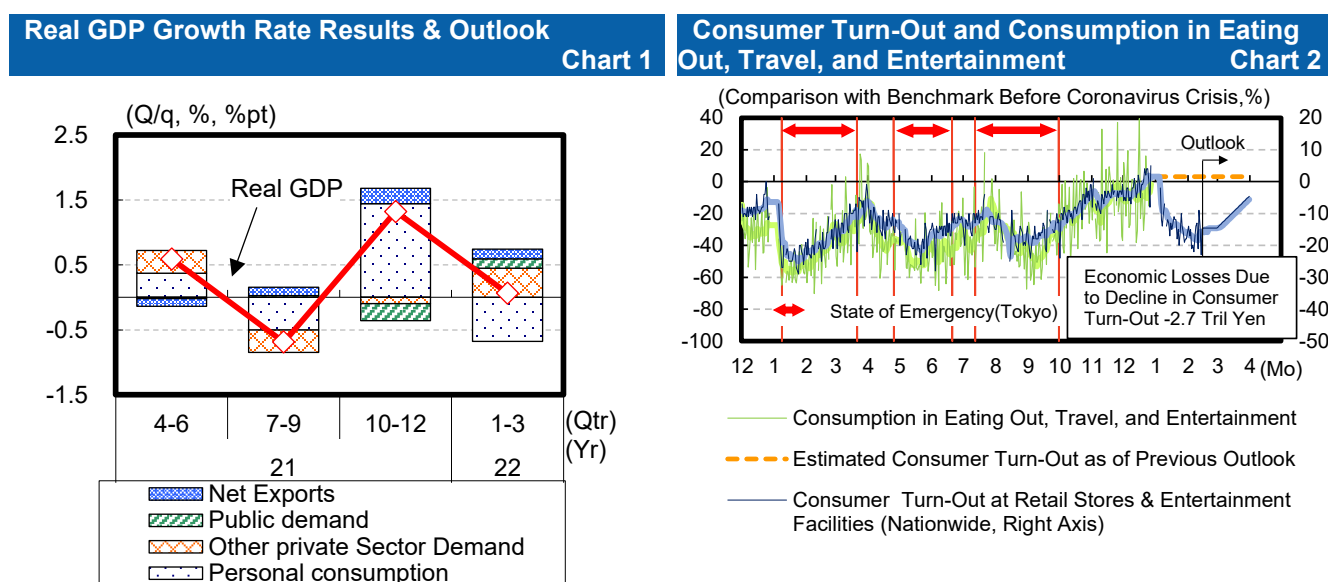 Real GDP Growth Rate Results & Outlook
Chart 1
(Q/q, %, %pt)
2.5
1.5
0.5
-0.5
-1.5
Real GDP
4-6 7-9 10-12 1-3 (Qtr)
21 22 (Yr)
Net Exports
Public demand
Other private Sector Demand
Personal consumption
Consumer Turn-Out and Consumption in Eating
Out, Travel, and Entertainment Chart 2
(Comparison with Benchmark Before Coronavirus Crisis,%)
40 20
20 10
0 0
-20 -10
-40 -20
-60 -30
-80 -40
-100 -50
Outlook
Economic Losses Due
to Decline in Consumer
Turn-Out -2.7 Tril Yen
State of Emergency(Tokyo)
12 1 2 3 4 5 6 7 8 9 10 11 12 1 2 3 4 (Mo)
Consumption in Eating Out, Travel, and Entertainment
Estimated Consumer Turn-Out as of Previous Outlook
Consumer Turn-Out at Retail Stores & Entertainment
Facilities (Nationwide, Right Axis)